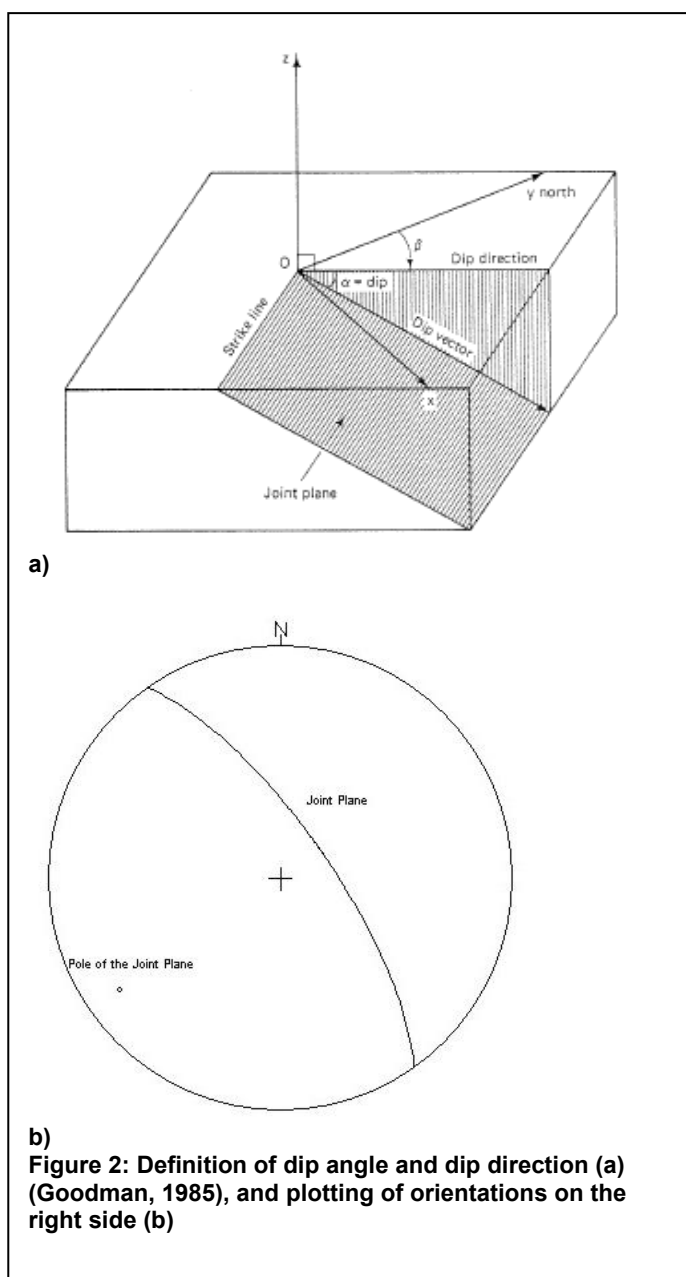 z
y north
β
O
Dip direction
α = dip
Strike line
Dip vector
x
Joint plane
a)
N
Joint Plane
Pole of the Joint Plane
b)
Figure 2: Definition of dip angle and dip direction (a)
(Goodman, 1985), and plotting of orientations on the
right side (b)